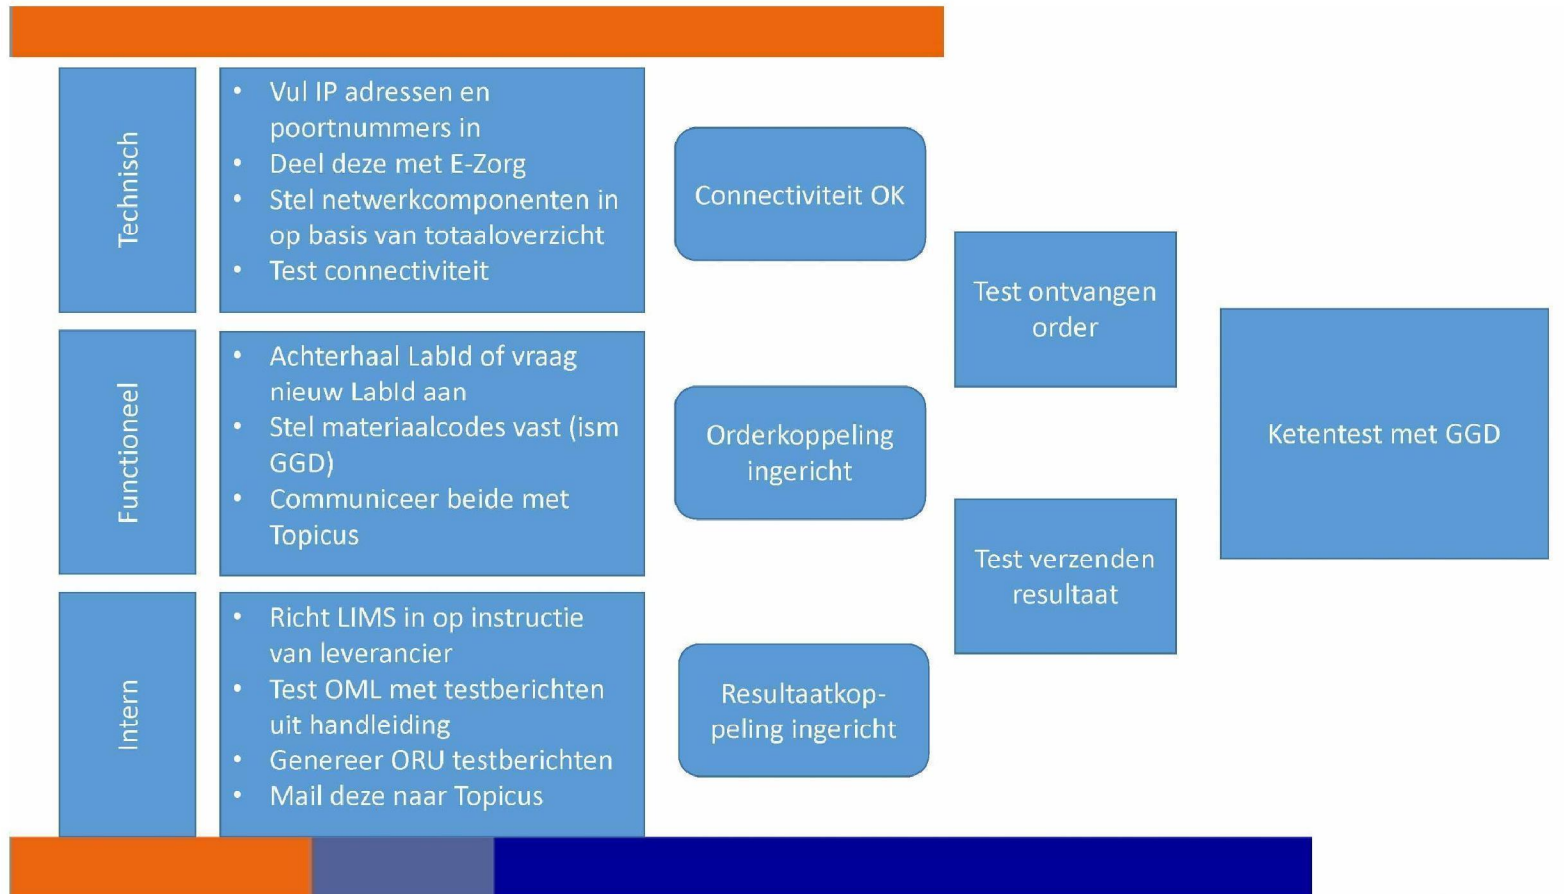 Technisch
• Vul IP adressen en
poortnummers in
• Deel deze met E-Zorg
• Stel netwerkcomponenten in
op basis van totaaloverzicht
• Test connectiviteit
Connectiviteit OK
Functioneel
• Achterhaal LabId of vraag
nieuw LabId aan
• Stel materiaalcodes vast (ism
GGD)
• Communiceer beide met
Topicus
Orderkoppeling
ingericht
Intern
• Richt LIMS in op instructie
van leverancier
• Test OML met testberichten
uit handleiding
• Genereer ORU testberichten
• Mail deze naar Topicus
Resultaatkop-
peling ingericht
Test ontvangen
order
Test verzenden
resultaat
Ketentest met GGD